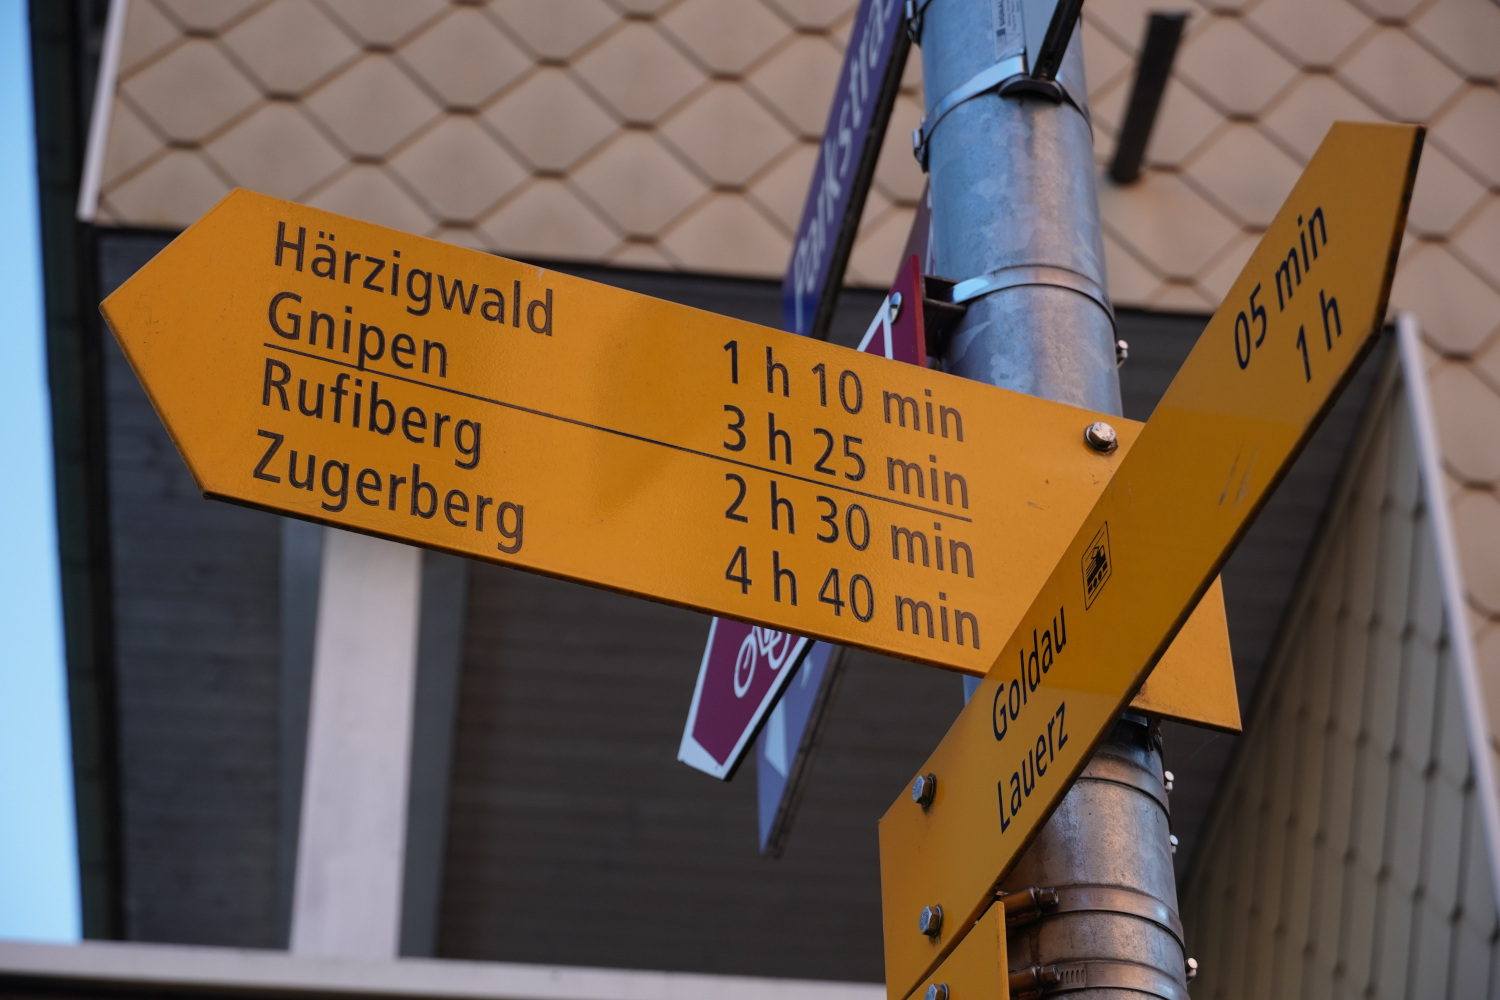 Härzigwald 1 h 10 min
Gnipen 3 h 25 min
Rufiberg 2 h 30 min
Zugerberg 4 h 40 min
Goldau 05 min
Lauerz 1 h